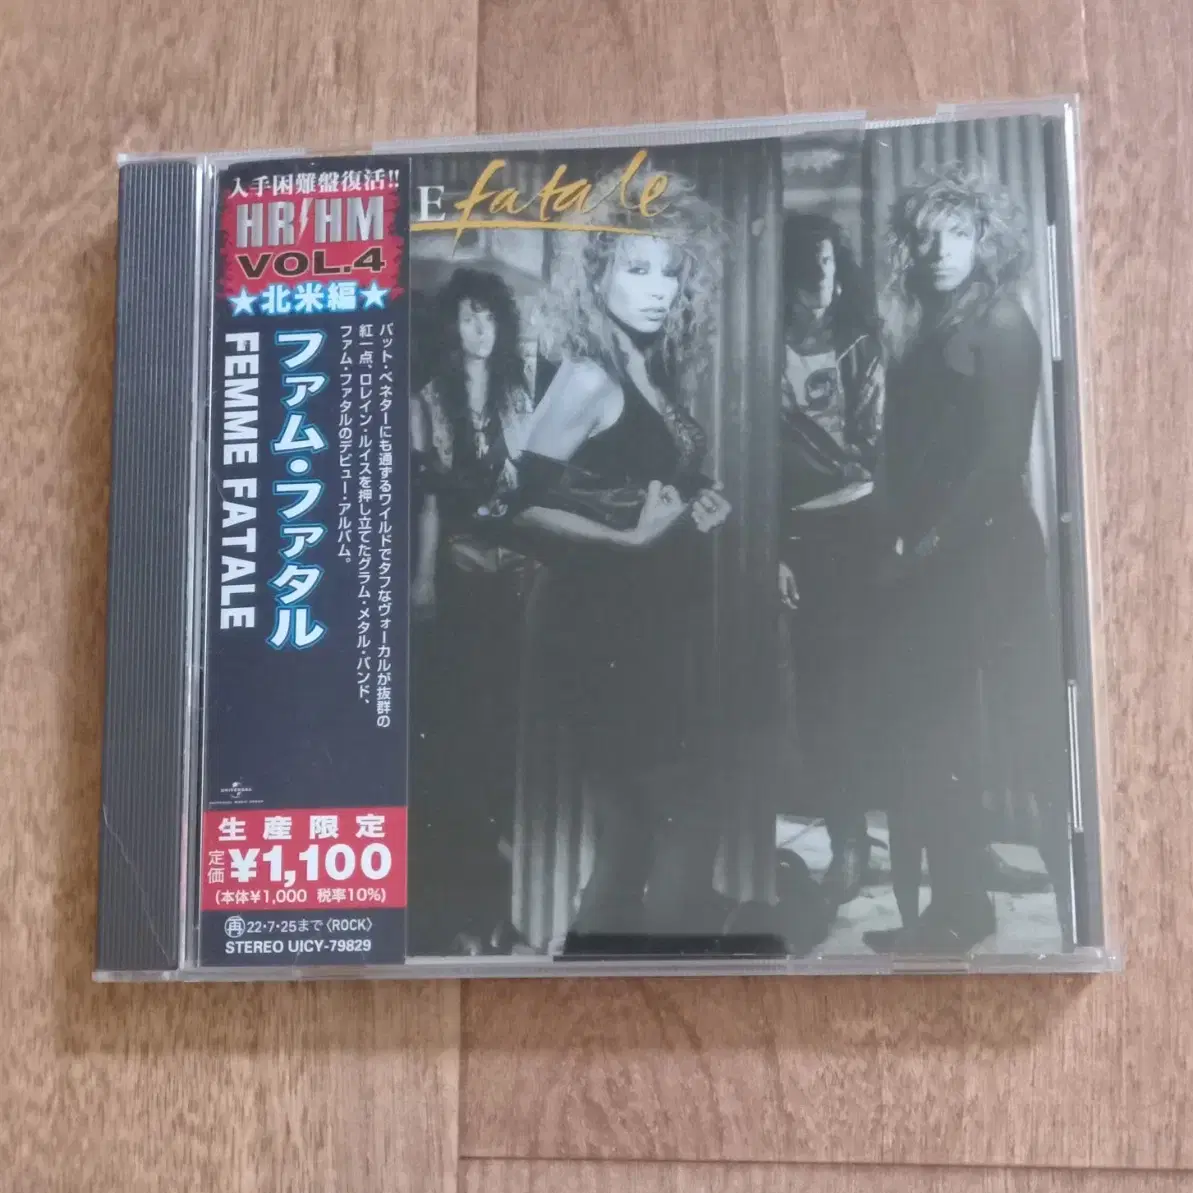 入手困難盤復活!!
HR/HM
VOL.4
★北米編★
ファム・ファタル
FEMME FATALE
パット・ベネターにも通ずるワイルドでタフなヴォーカルが抜群の
紅一点、ロレイン・ルイスを押し立てたグラム・メタル・バンド、
ファム・ファタルのデビュー・アルバム。
UNIVERSAL
UNIVERSAL MUSIC GROUP
生産限定
定価 ¥1,100
(本体¥1,000 税率10%)
再 22・7・25まで〈ROCK〉
STEREO UICY-79829
E fatale